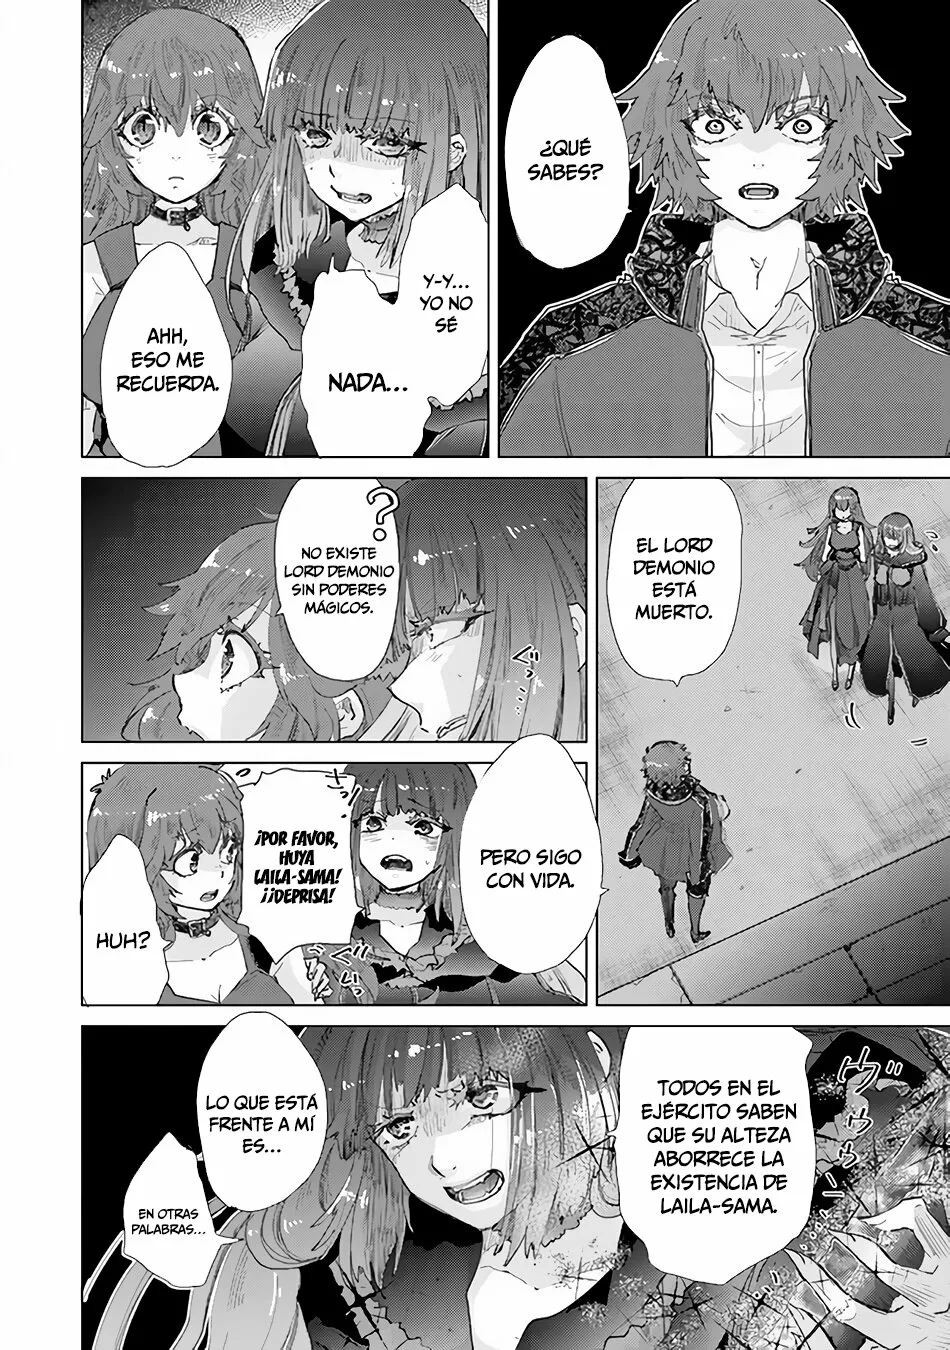 ¿QUÉ
SABES?
Y-Y...
YO NO
SÉ
NADA...
AHH,
ESO ME
RECUERDA.
EL LORD
DEMONIO
ESTÁ
MUERTO.
?
NO EXISTE
LORD DEMONIO
SIN PODERES
MÁGICOS.
ぐっ
PERO SIGO
CON VIDA.
¡POR FAVOR,
HUYA
LAILA-SAMA!
¡¡DEPRISA!
HUH?
TODOS EN EL
EJÉRCITO SABEN
QUE SU ALTEZA
ABORRECE LA
EXISTENCIA DE
LAILA-SAMA.
LO QUE ESTÁ
FRENTE A MÍ
ES...
EN OTRAS
PALABRAS...